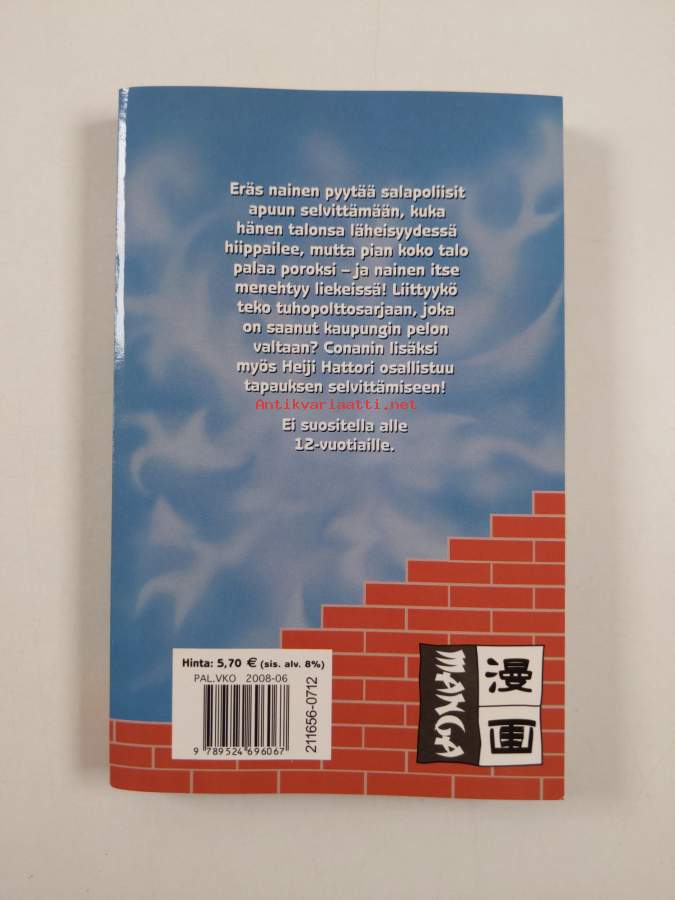 Eräs nainen pyytää salapoliisit
apuun selvittämään, kuka
hänen talonsa läheisyydessä
hiippailee, mutta pian koko talo
palaa poroksi – ja nainen itse
menehtyy liekeissä! Liittyykö
teko tuhopolttosarjaan, joka
on saanut kaupungin pelon
valtaan? Conanin lisäksi
myös Heiji Hattori osallistuu
tapauksen selvittämiseen!
Antikvariaatti.net
Ei suositella alle
12-vuotiaille.
Hinta: 5,70 € (sis. alv. 8%)
PAL.VKO 2008-06
9 789524 696067
211656-0712
MANGA
漫画